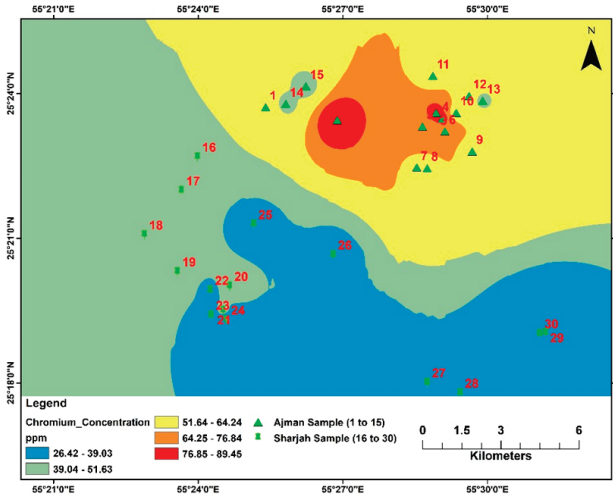 55°21'0"E 55°24'0"E 55°27'0"E 55°30'0"E
N
25°24'0"N
25°21'0"N
25°18'0"N
11
15
14
1
12
13
4
10
6
9
7 8
16
17
18
19
25
26
22 20
23 24
21
30
29
27
28
Legend
Chromium_Concentration
ppm
26.42 - 39.03
39.04 - 51.63
51.64 - 64.24
64.25 - 76.84
76.85 - 89.45
Ajman Sample (1 to 15)
Sharjah Sample (16 to 30)
0 1.5 3 6
Kilometers
55°21'0"E 55°24'0"E 55°27'0"E 55°30'0"E